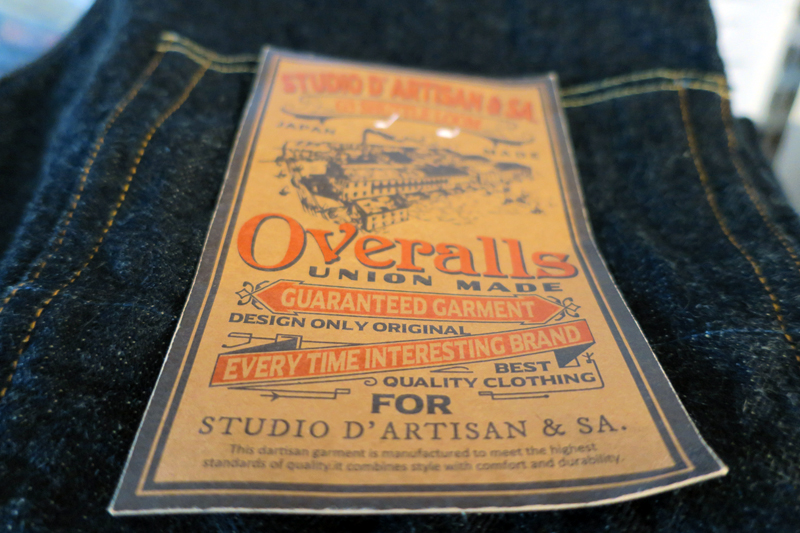 STUDIO D' ARTISAN & SA.
JAPAN MADE
Overalls
UNION MADE
GUARANTEED GARMENT
DESIGN ONLY ORIGINAL
EVERY TIME INTERESTING BRAND
BEST
QUALITY CLOTHING
FOR
STUDIO D'ARTISAN & SA.
This dartisan garment is manufactured to meet the highest
standards of quality.it combines style with comfort and durability.